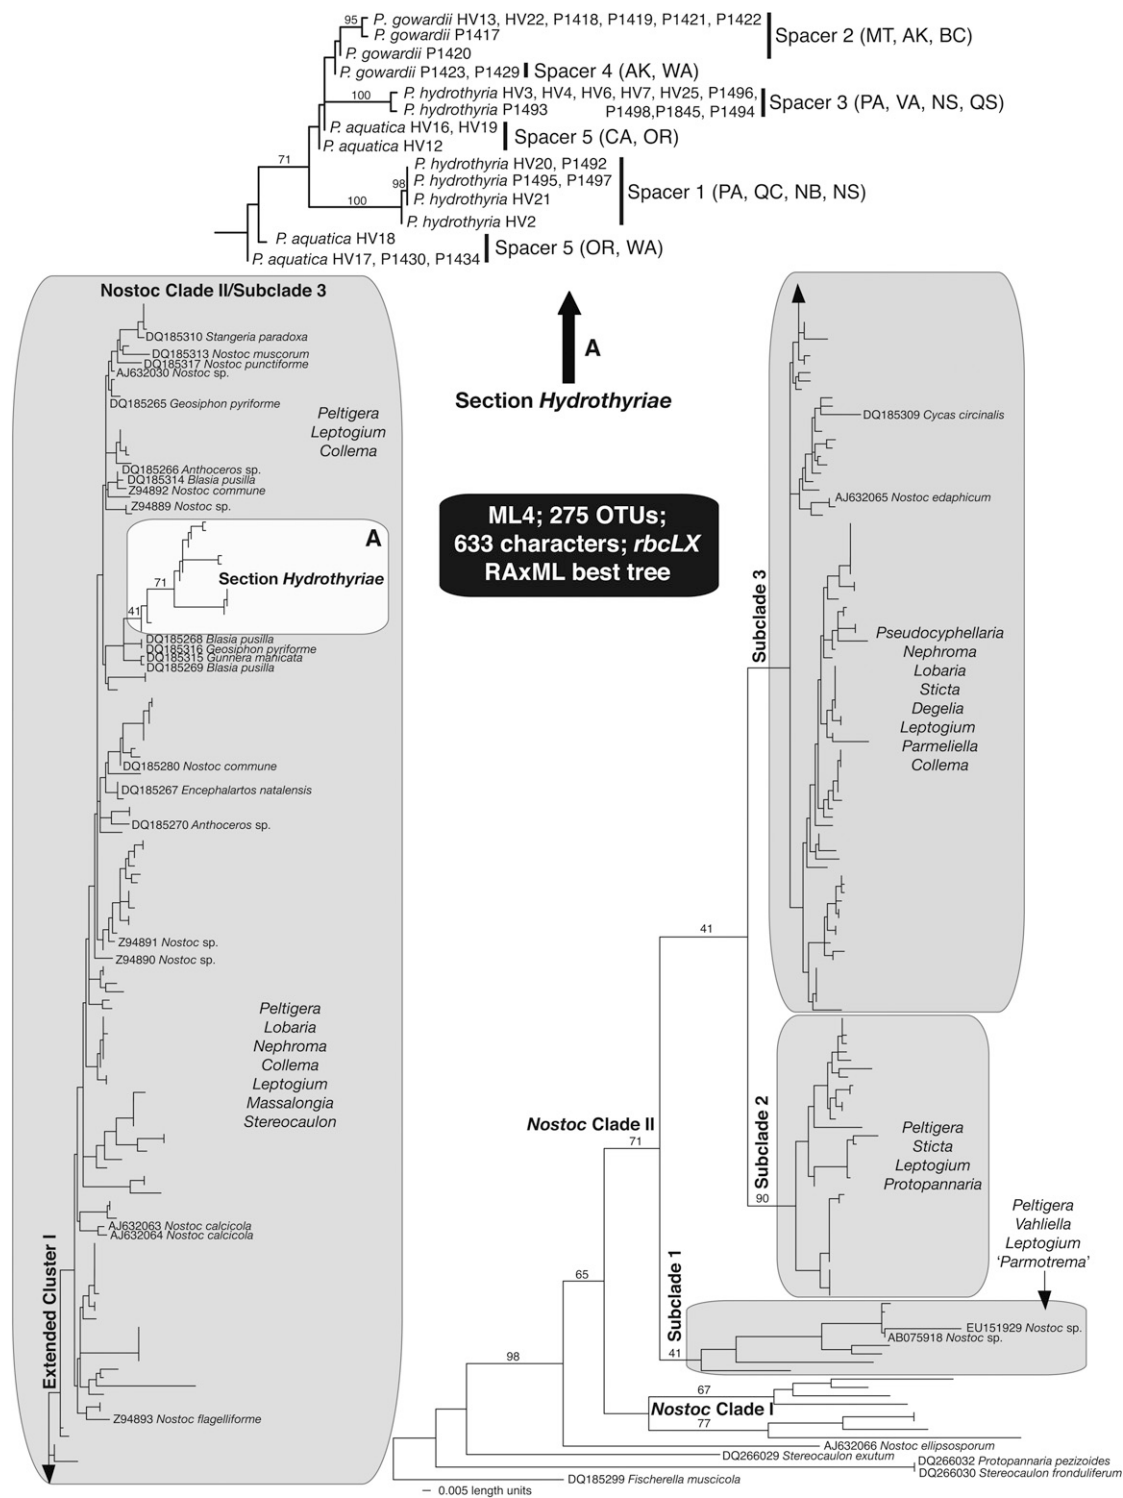 95
P. gowardii HV13, HV22, P1418, P1419, P1421, P1422
P. gowardii P1417
Spacer 2 (MT, AK, BC)
P. gowardii P1420
P. gowardii P1423, P1429
Spacer 4 (AK, WA)
100
P. hydrothyria HV3, HV4, HV6, HV7, HV25, P1496,
P. hydrothyria P1493
P1498,P1845, P1494
Spacer 3 (PA, VA, NS, QS)
P. aquatica HV16, HV19
P. aquatica HV12
Spacer 5 (CA, OR)
71
P. hydrothyria HV20, P1492
98
P. hydrothyria P1495, P1497
P. hydrothyria HV21
100
P. hydrothyria HV2
Spacer 1 (PA, QC, NB, NS)
P. aquatica HV18
P. aquatica HV17, P1430, P1434
Spacer 5 (OR, WA)
A
Section Hydrothyriae
ML4; 275 OTUs;
633 characters; rbcLX
RAxML best tree
Nostoc Clade II/Subclade 3
DQ185310 Stangeria paradoxa
DQ185313 Nostoc muscorum
DQ185317 Nostoc punctiforme
AJ632030 Nostoc sp.
DQ185265 Geosiphon pyriforme
Peltigera
Leptogium
Collema
DQ185266 Anthoceros sp.
DQ185314 Blasia pusilla
Z94892 Nostoc commune
Z94889 Nostoc sp.
A
Section Hydrothyriae
71
41
DQ185268 Blasia pusilla
DQ185316 Geosiphon pyriforme
DQ185315 Gunnera manicata
DQ185269 Blasia pusilla
DQ185280 Nostoc commune
DQ185267 Encephalartos natalensis
DQ185270 Anthoceros sp.
Z94891 Nostoc sp.
Z94890 Nostoc sp.
Peltigera
Lobaria
Nephroma
Collema
Leptogium
Massalongia
Stereocaulon
AJ632063 Nostoc calcicola
AJ632064 Nostoc calcicola
Extended Cluster I
Z94893 Nostoc flagelliforme
DQ185309 Cycas circinalis
AJ632065 Nostoc edaphicum
Subclade 3
Pseudocyphellaria
Nephroma
Lobaria
Sticta
Degelia
Leptogium
Parmeliella
Collema
41
Nostoc Clade II
71
Subclade 2
90
Peltigera
Sticta
Leptogium
Protopannaria
Peltigera
Vahliella
Leptogium
‘Parmotrema’
65
Subclade 1
41
EU151929 Nostoc sp.
AB075918 Nostoc sp.
98
67
Nostoc Clade I
77
AJ632066 Nostoc ellipsosporum
DQ266029 Stereocaulon exutum
DQ266032 Protopannaria pezizoides
DQ266030 Stereocaulon fronduliferum
DQ185299 Fischerella muscicola
0.005 length units